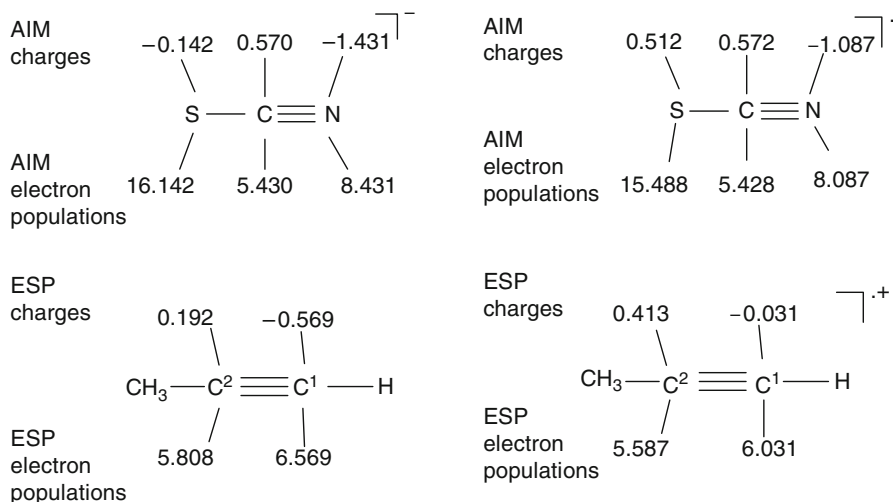 AIM
charges
−0.142 0.570 −1.431 −
S C N
AIM
electron
populations
16.142 5.430 8.431
AIM
charges
0.512 0.572 −1.087 .
S C N
AIM
electron
populations
15.488 5.428 8.087
ESP
charges
0.192 −0.569
CH3 C2 C1 H
ESP
electron
populations
5.808 6.569
ESP
charges
0.413 −0.031 .+
CH3 C2 C1 H
ESP
electron
populations
5.587 6.031